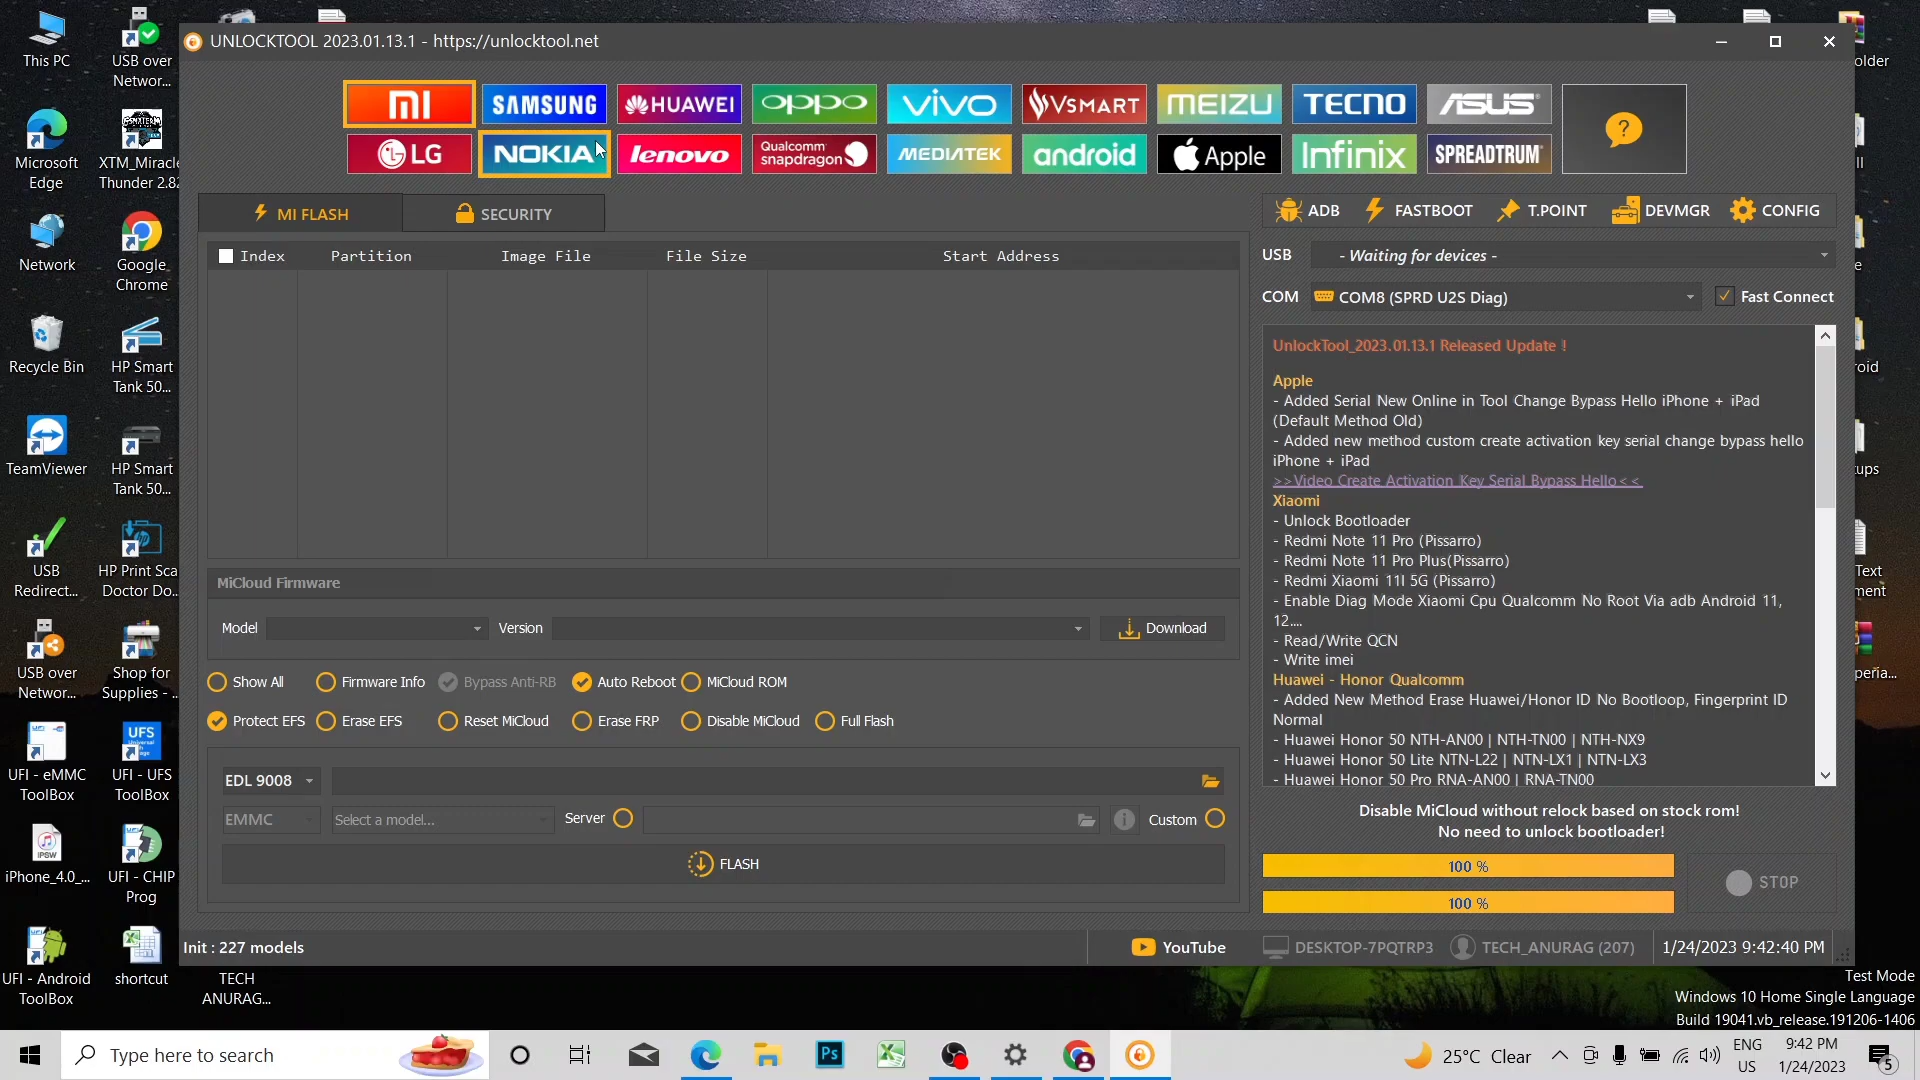 UNLOCKTOOL 2023.01.13.1 - https://unlocktool.net
This PC
USB over
Networ...
Microsoft
Edge
XTM_Miracle
Thunder 2.82
Network
Google
Chrome
Recycle Bin
HP Smart
Tank 50...
TeamViewer
HP Smart
Tank 50...
USB
Redirect...
HP Print Sca
Doctor Do...
USB over
Networ...
Shop for
Supplies - ...
UFI - eMMC
ToolBox
UFS
UFI - UFS
ToolBox
IPSW
iPhone_4.0_...
UFI - CHIP
Prog
UFI - Android
ToolBox
shortcut
TECH
ANURAG...
MI
SAMSUNG
HUAWEI
oppo
vivo
VSMART
MEIZU
TECNO
ASUS
?
LG
NOKIA
lenovo
Qualcomm
snapdragon
MEDIATEK
android
Apple
Infinix
SPREADTRUM
MI FLASH
SECURITY
ADB
FASTBOOT
T.POINT
DEVMGR
CONFIG
Index
Partition
Image File
File Size
Start Address
USB
- Waiting for devices -
COM
COM8 (SPRD U2S Diag)
Fast Connect
UnlockTool_2023.01.13.1 Released Update !
Apple
- Added Serial New Online in Tool Change Bypass Hello iPhone + iPad
(Default Method Old)
- Added new method custom create activation key serial change bypass hello
iPhone + iPad
>>Video Create Activation Key Serial Bypass Hello<<
Xiaomi
- Unlock Bootloader
- Redmi Note 11 Pro (Pissarro)
- Redmi Note 11 Pro Plus(Pissarro)
- Redmi Xiaomi 11I 5G (Pissarro)
- Enable Diag Mode Xiaomi Cpu Qualcomm No Root Via adb Android 11,
12....
- Read/Write QCN
- Write imei
Huawei - Honor Qualcomm
- Added New Method Erase Huawei/Honor ID No Bootloop, Fingerprint ID
Normal
- Huawei Honor 50 NTH-AN00 | NTH-TN00 | NTH-NX9
- Huawei Honor 50 Lite NTN-L22 | NTN-LX1 | NTN-LX3
- Huawei Honor 50 Pro RNA-AN00 | RNA-TN00
MiCloud Firmware
Model
Version
Download
Show All
Firmware Info
Bypass Anti-RB
Auto Reboot
MiCloud ROM
Protect EFS
Erase EFS
Reset MiCloud
Erase FRP
Disable MiCloud
Full Flash
EDL 9008
EMMC
Select a model...
Server
Custom
FLASH
Disable MiCloud without relock based on stock rom!
No need to unlock bootloader!
100 %
100 %
STOP
Init : 227 models
YouTube
DESKTOP-7PQTRP3
TECH_ANURAG (207)
1/24/2023 9:42:40 PM
older
ll
e
roid
ups
Text
ment
peria...
Test Mode
Windows 10 Home Single Language
Build 19041.vb_release.191206-1406
Type here to search
Ps
25°C Clear
ENG
US
9:42 PM
1/24/2023
5